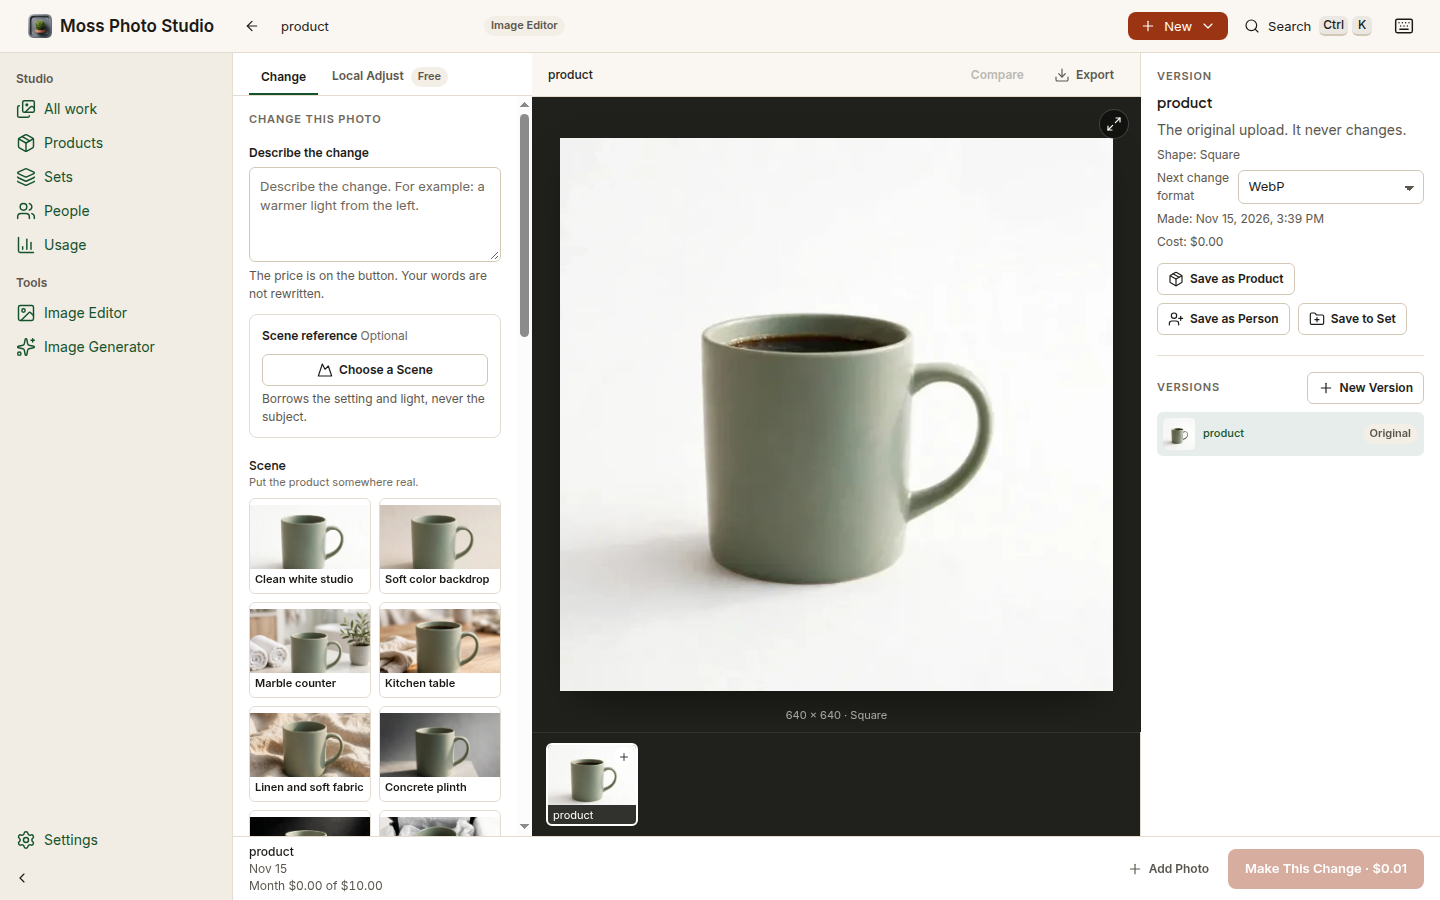 Moss Photo Studio
product
Image Editor
New
Search
Ctrl
K
Studio
All work
Products
Sets
People
Usage
Tools
Image Editor
Image Generator
Settings
Change
Local Adjust
Free
CHANGE THIS PHOTO
Describe the change
Describe the change. For example: a
warmer light from the left.
The price is on the button. Your words are
not rewritten.
Scene reference Optional
Choose a Scene
Borrows the setting and light, never the
subject.
Scene
Put the product somewhere real.
Clean white studio
Soft color backdrop
Marble counter
Kitchen table
Linen and soft fabric
Concrete plinth
product
Compare
Export
640 × 640 · Square
product
VERSION
product
The original upload. It never changes.
Shape: Square
Next change
format
WebP
Made: Nov 15, 2026, 3:39 PM
Cost: $0.00
Save as Product
Save as Person
Save to Set
VERSIONS
New Version
product
Original
product
Nov 15
Month $0.00 of $10.00
Add Photo
Make This Change · $0.01